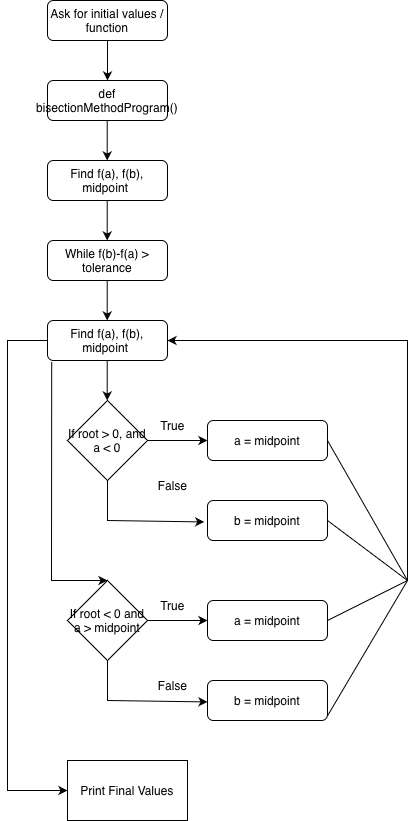 Ask for initial values /
function
def
bisectionMethodProgram()
Find f(a), f(b),
midpoint
While f(b)-f(a) >
tolerance
Find f(a), f(b),
midpoint
If root > 0, and
a < 0
True
a = midpoint
False
b = midpoint
If root < 0 and
a > midpoint
True
a = midpoint
False
b = midpoint
Print Final Values